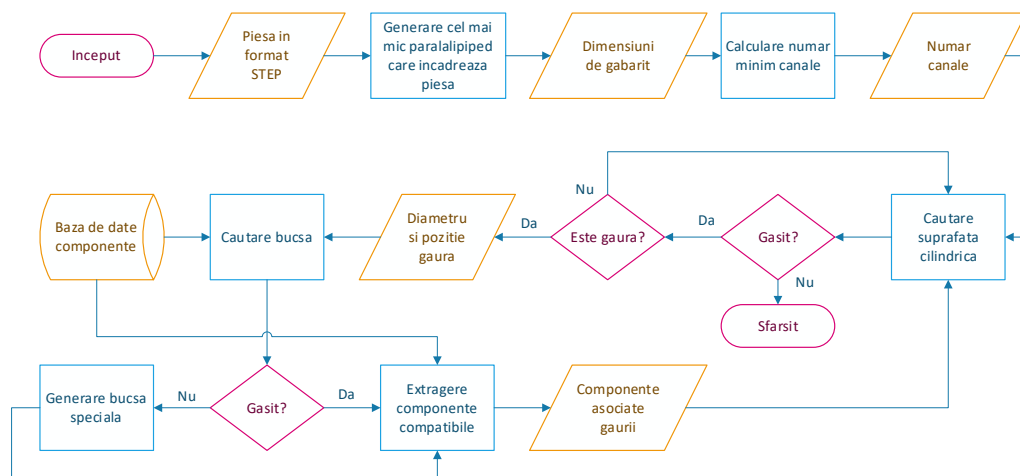 Inceput
Piesa in
format
STEP
Generare cel mai
mic paralalipiped
care incadreaza
piesa
Dimensiuni
de gabarit
Calculare numar
minim canale
Numar
canale
Baza de date
componente
Cautare bucsa
Diametru
si pozitie
gaura
Da
Nu
Este gaura?
Da
Gasit?
Nu
Cautare
suprafata
cilindrica
Sfarsit
Generare bucsa
speciala
Nu
Gasit?
Da
Extragere
componente
compatibile
Componente
asociate
gaurii